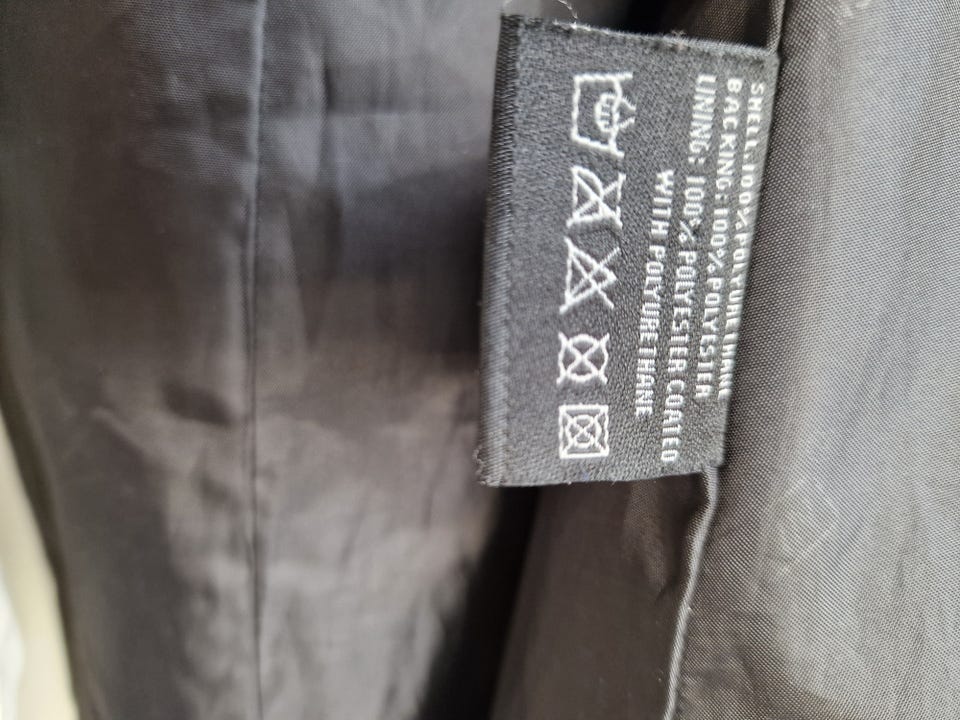 SHELL:100%POLYURETHANE
BACKING:100%POLYESTER
LINING:100%POLYESTER COATED
WITH POLYURETHANE